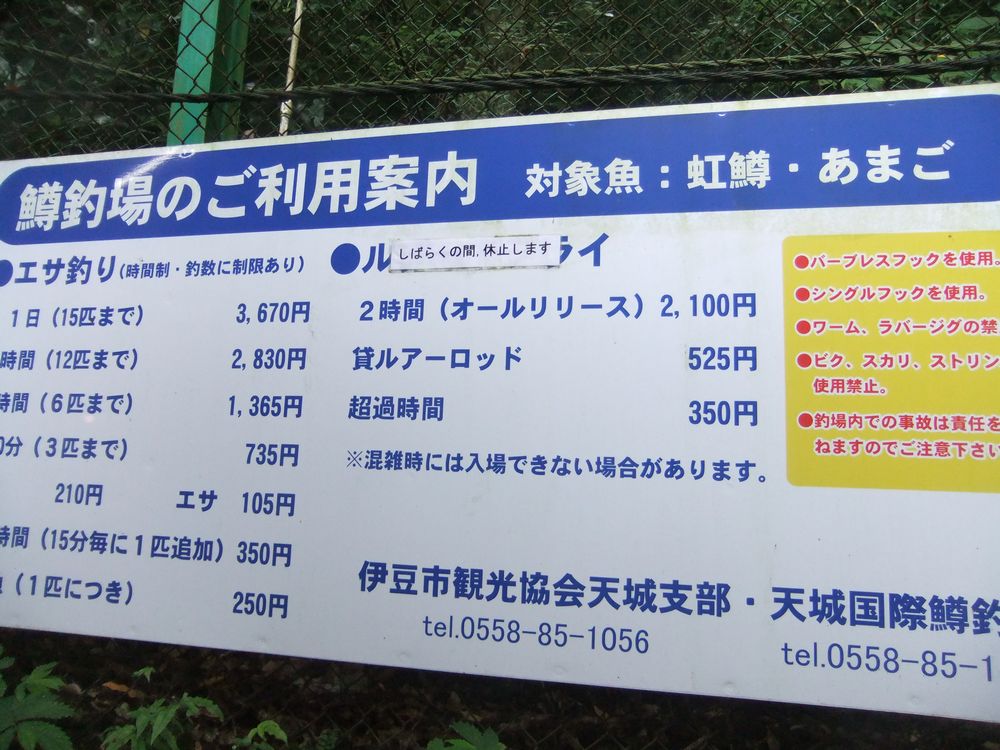 鱒釣場のご利用案内 対象魚：虹鱒・あまご
●エサ釣り(時間制・釣数に制限あり)
1日（15匹まで） 3,670円
時間（12匹まで） 2,830円
時間（６匹まで） 1,365円
0分（３匹まで） 735円
210円 エサ 105円
時間（15分毎に１匹追加） 350円
（１匹につき） 250円
●ル ライ
しばらくの間,休止します
２時間（オールリリース） 2,100円
貸ルアーロッド 525円
超過時間 350円
※混雑時には入場できない場合があります。
●バーブレスフックを使用。
●シングルフックを使用。
●ワーム、ラバージグの禁
●ビク、スカリ、ストリン
使用禁止。
●釣場内での事故は責任を
ねますのでご注意下さい
伊豆市観光協会天城支部・天城国際鱒釣
tel.0558-85-1056
tel.0558-85-1